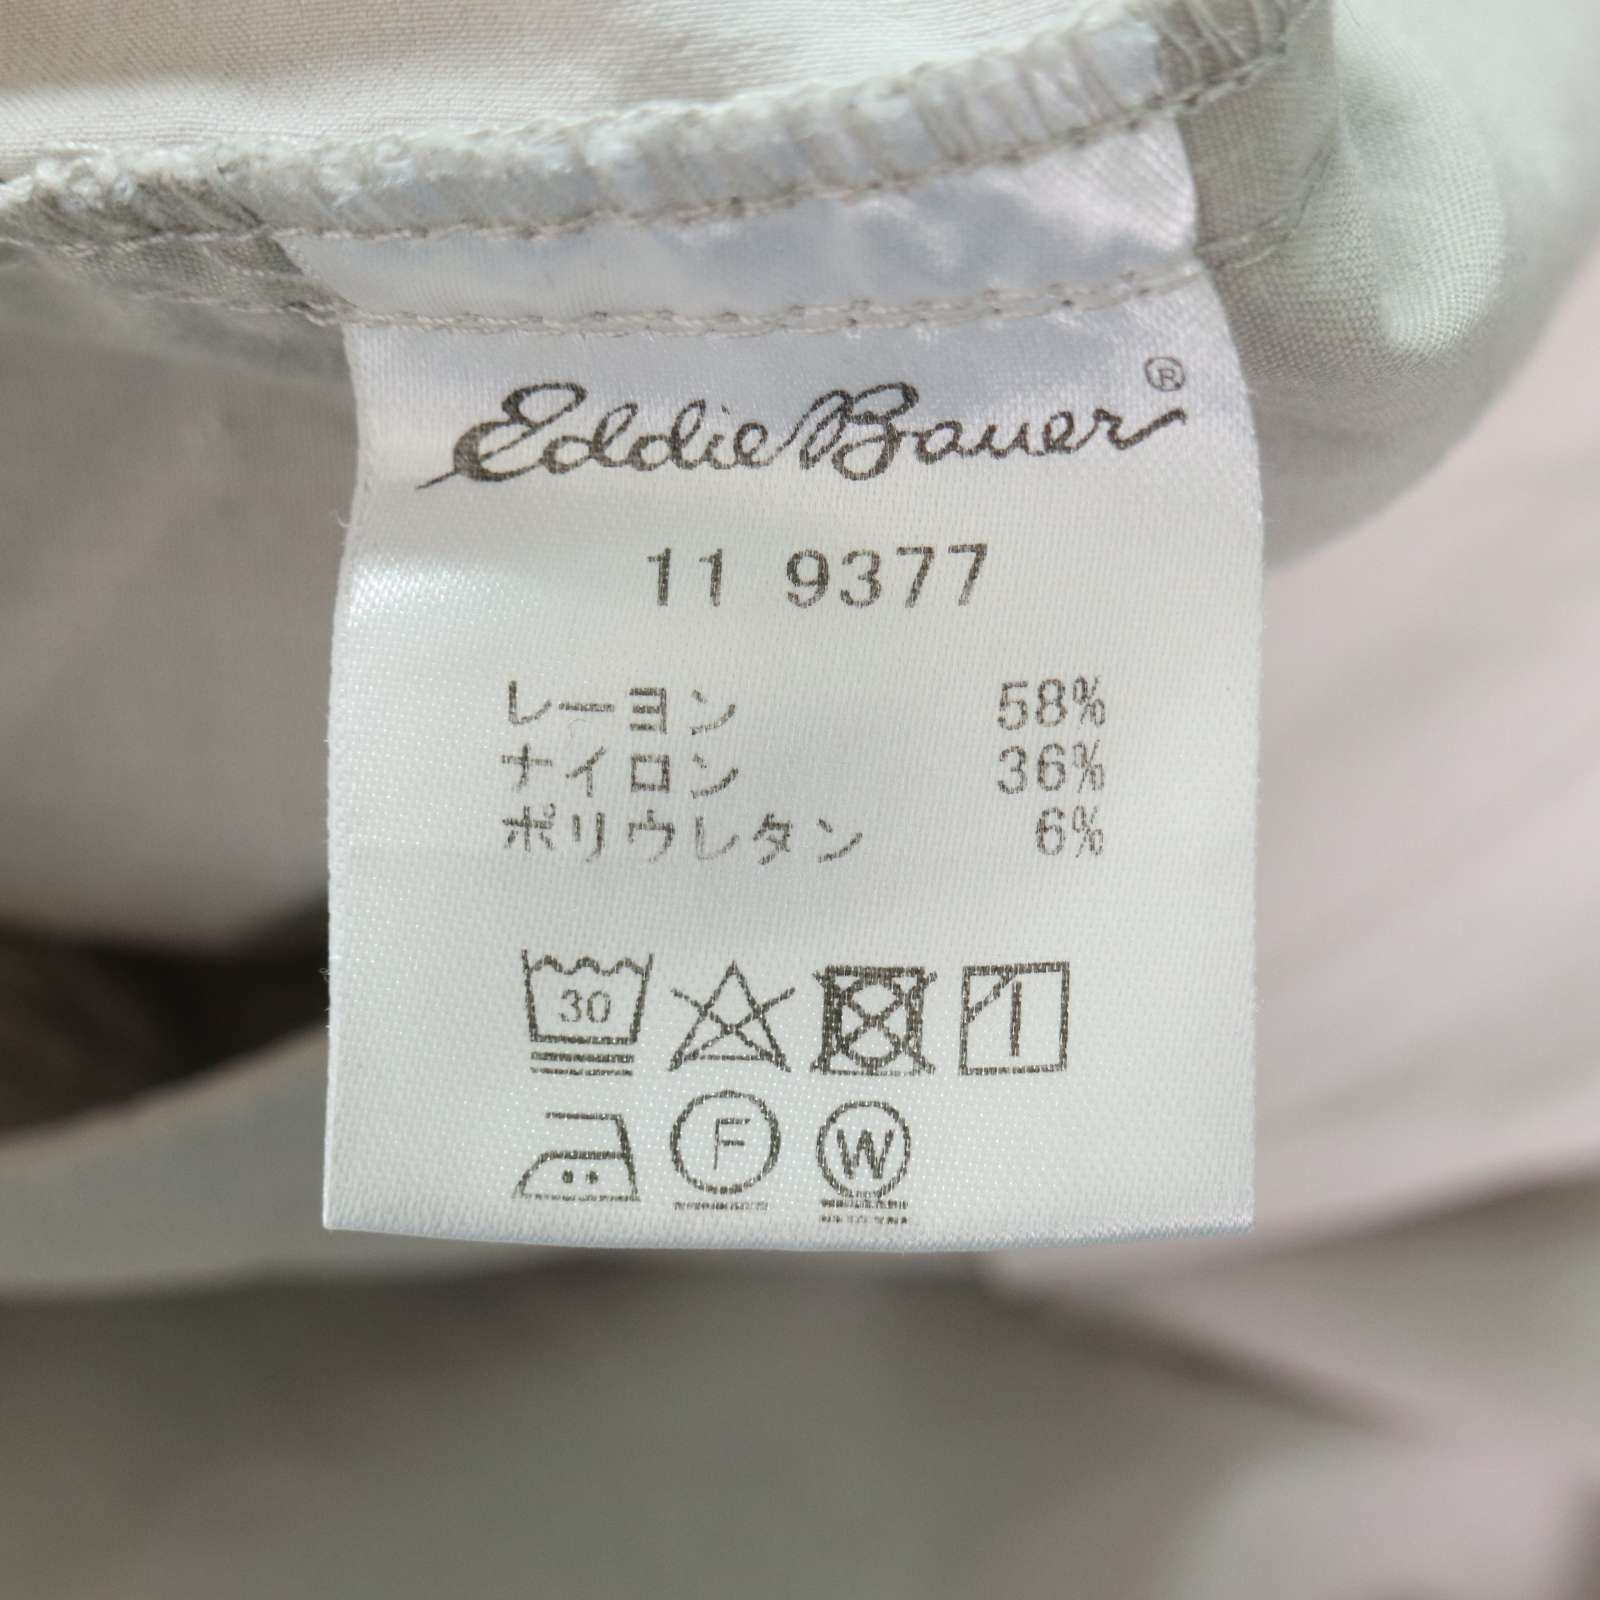 Eddie Bauer ®
11 9377
レーヨン 58%
ナイロン 36%
ポリウレタン 6%
30
F
W